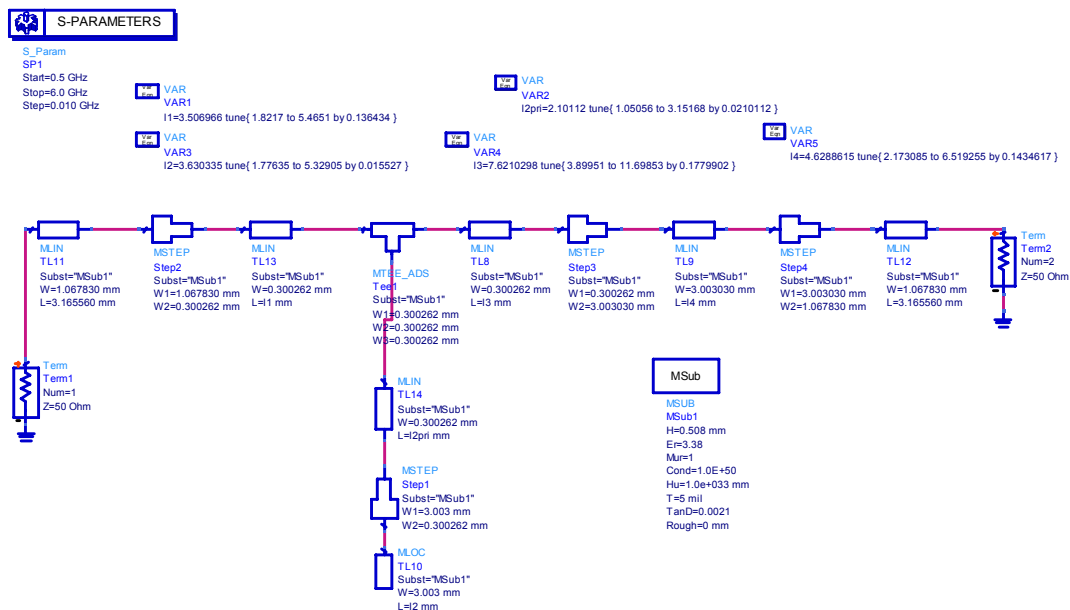 S-PARAMETERS
S_Param
SP1
Start=0.5 GHz
Stop=6.0 GHz
Step=0.010 GHz
Var
Eqn
VAR
VAR1
l1=3.506966 tune{ 1.8217 to 5.4651 by 0.136434 }
Var
Eqn
VAR
VAR2
l2pri=2.10112 tune{ 1.05056 to 3.15168 by 0.0210112 }
Var
Eqn
VAR
VAR3
l2=3.630335 tune{ 1.77635 to 5.32905 by 0.015527 }
Var
Eqn
VAR
VAR4
l3=7.6210298 tune{ 3.89951 to 11.69853 by 0.1779902 }
Var
Eqn
VAR
VAR5
l4=4.6288615 tune{ 2.173085 to 6.519255 by 0.1434617 }
MLIN
TL11
Subst="MSub1"
W=1.067830 mm
L=3.165560 mm
MSTEP
Step2
Subst="MSub1"
W1=1.067830 mm
W2=0.300262 mm
MLIN
TL13
Subst="MSub1"
W=0.300262 mm
L=l1 mm
MTEE_ADS
Tee1
Subst="MSub1"
W1=0.300262 mm
W2=0.300262 mm
W3=0.300262 mm
MLIN
TL8
Subst="MSub1"
W=0.300262 mm
L=l3 mm
MSTEP
Step3
Subst="MSub1"
W1=0.300262 mm
W2=3.003030 mm
MLIN
TL9
Subst="MSub1"
W=3.003030 mm
L=l4 mm
MSTEP
Step4
Subst="MSub1"
W1=3.003030 mm
W2=1.067830 mm
MLIN
TL12
Subst="MSub1"
W=1.067830 mm
L=3.165560 mm
Term
Term2
Num=2
Z=50 Ohm
Term
Term1
Num=1
Z=50 Ohm
MLIN
TL14
Subst="MSub1"
W=0.300262 mm
L=l2pri mm
MSTEP
Step1
Subst="MSub1"
W1=3.003 mm
W2=0.300262 mm
MLOC
TL10
Subst="MSub1"
W=3.003 mm
L=l2 mm
MSub
MSUB
MSub1
H=0.508 mm
Er=3.38
Mur=1
Cond=1.0E+50
Hu=1.0e+033 mm
T=5 mil
TanD=0.0021
Rough=0 mm